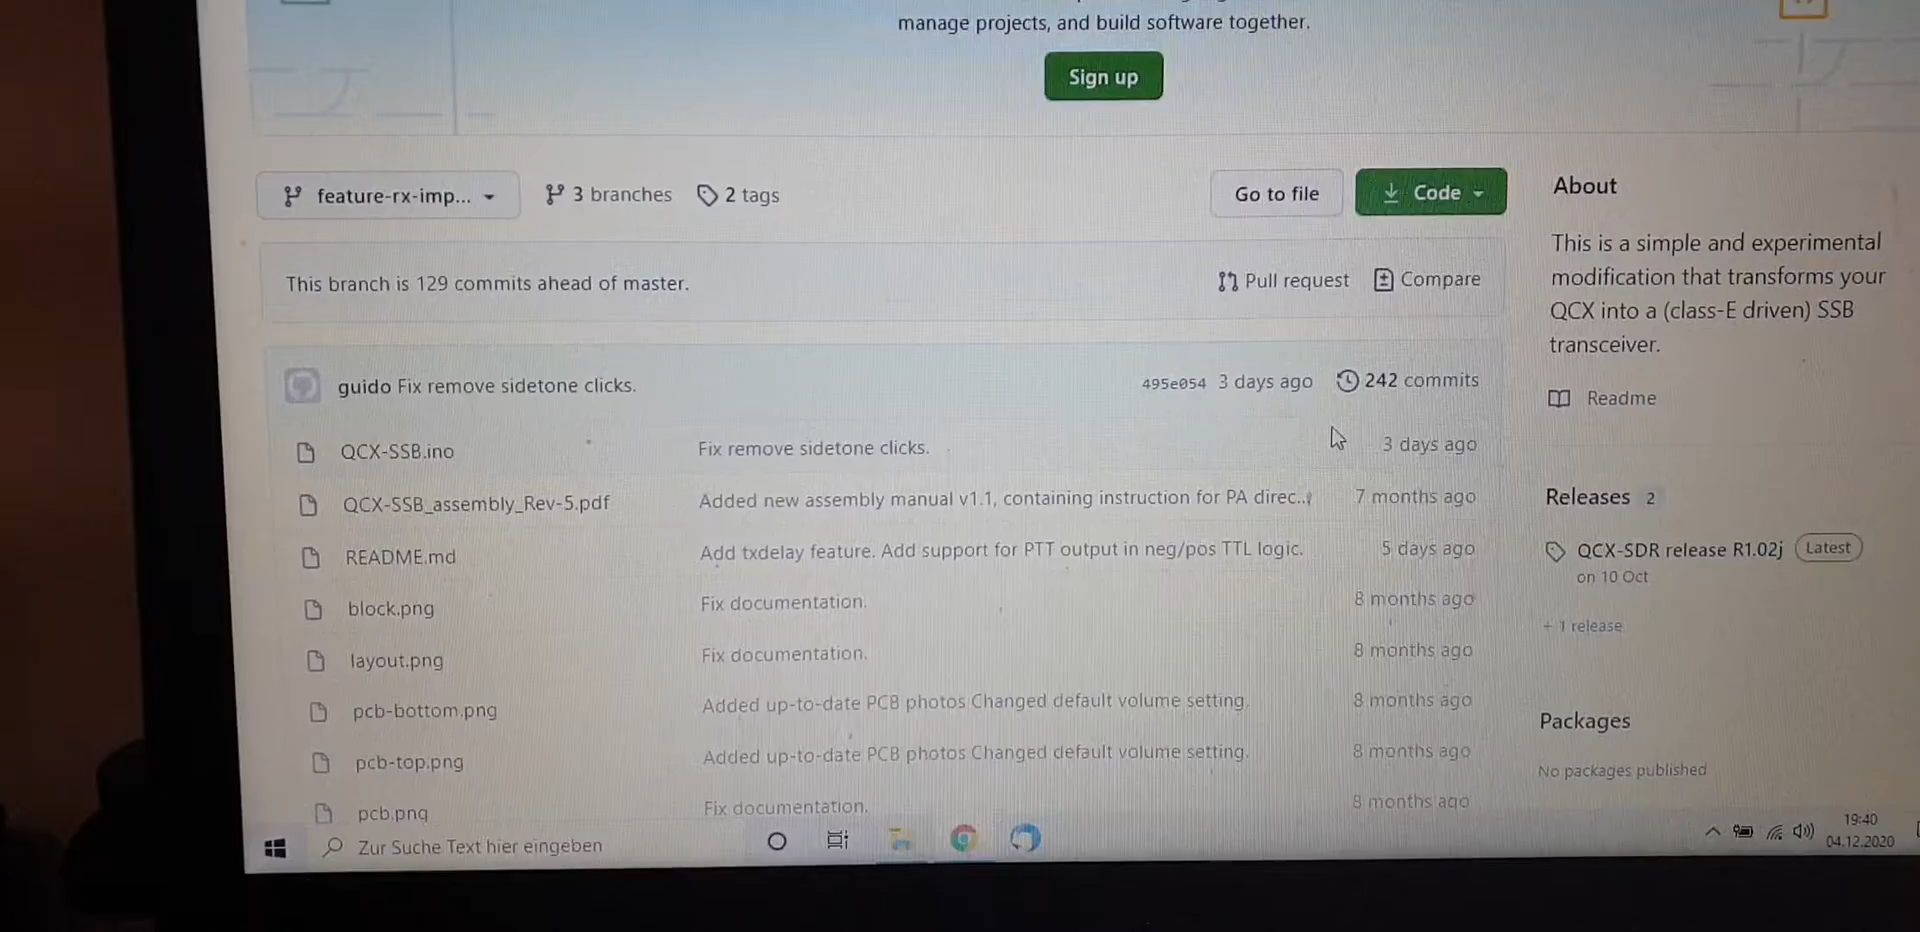 manage projects, and build software together.
Sign up
feature-rx-imp...
3 branches
2 tags
Go to file
Code
This branch is 129 commits ahead of master.
Pull request
Compare
guido Fix remove sidetone clicks.
495e054 3 days ago
242 commits
QCX-SSB.ino
Fix remove sidetone clicks.
3 days ago
QCX-SSB_assembly_Rev-5.pdf
Added new assembly manual v1.1, containing instruction for PA direc...
7 months ago
README.md
Add txdelay feature. Add support for PTT output in neg/pos TTL logic.
5 days ago
block.png
Fix documentation.
8 months ago
layout.png
Fix documentation.
8 months ago
pcb-bottom.png
Added up-to-date PCB photos Changed default volume setting.
8 months ago
pcb-top.png
Added up-to-date PCB photos Changed default volume setting.
8 months ago
pcb.png
Fix documentation.
8 months ago
About
This is a simple and experimental
modification that transforms your
QCX into a (class-E driven) SSB
transceiver.
Readme
Releases 2
QCX-SDR release R1.02j Latest
on 10 Oct
+ 1 release
Packages
No packages published
Zur Suche Text hier eingeben
19:40
04.12.2020